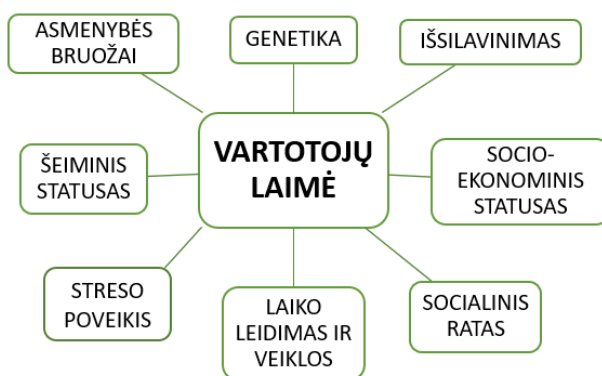 ASMENYBĖS
BRUOŽAI
GENETIKA
IŠSILAVINIMAS
VARTOTOJŲ
LAIMĖ
ŠEIMINIS
STATUSAS
SOCIO-
EKONOMINIS
STATUSAS
STRESO
POVEIKIS
LAIKO
LEIDIMAS IR
VEIKLOS
SOCIALINIS
RATAS